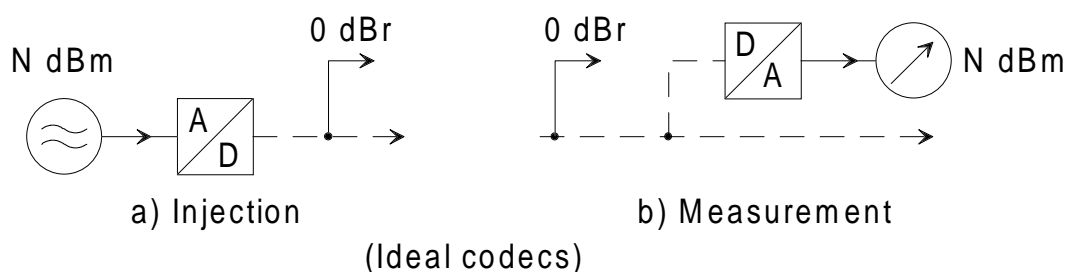 0 dBr
N dBm
A
D
a) Injection
0 dBr
D
A
N dBm
b) Measurement
(Ideal codecs)